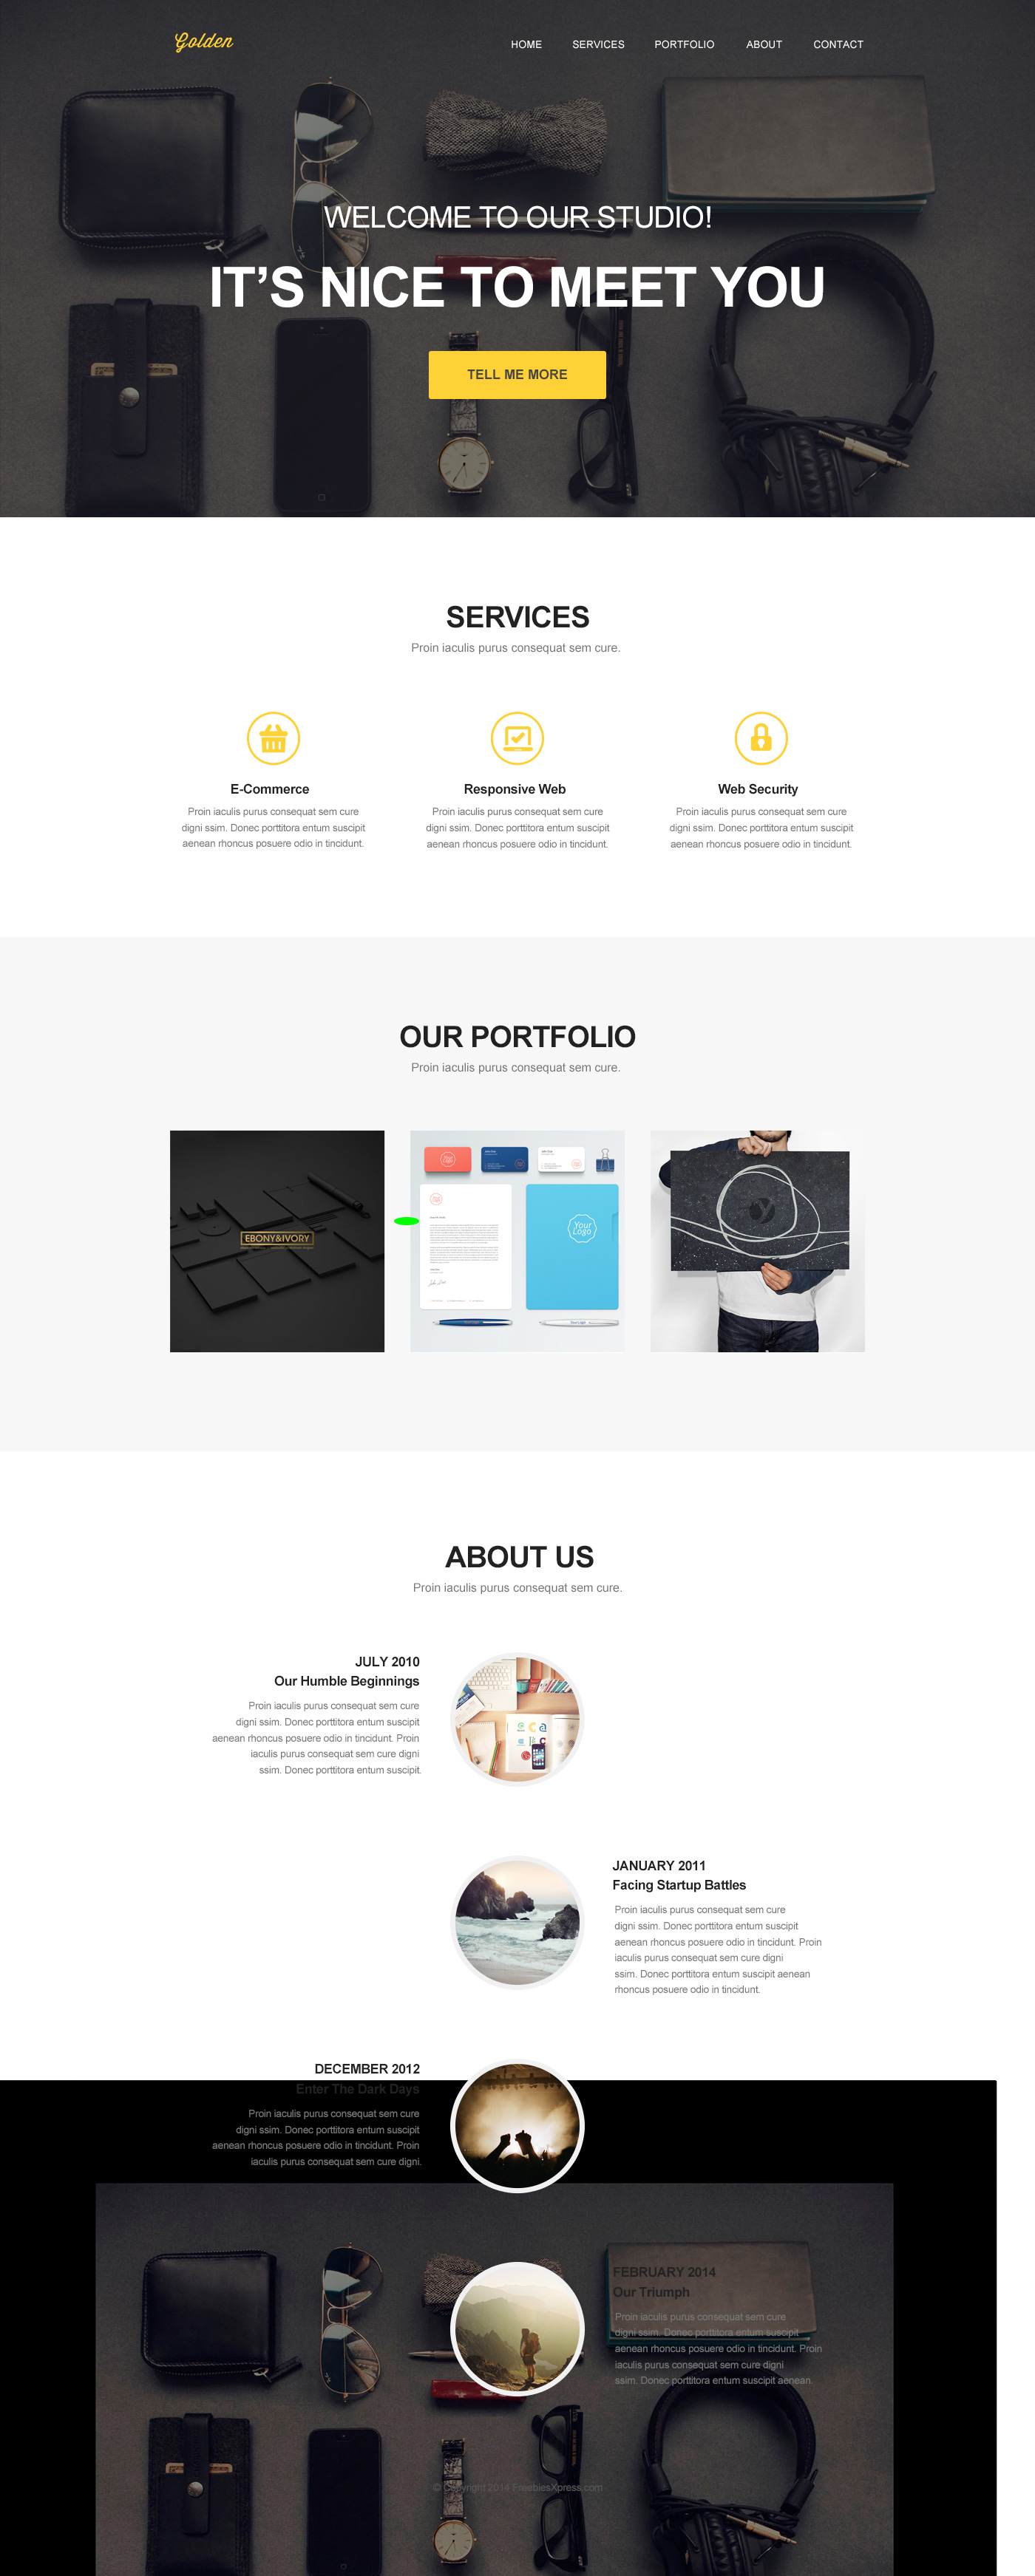 Golden
HOME SERVICES PORTFOLIO ABOUT CONTACT
WELCOME TO OUR STUDIO!
IT’S NICE TO MEET YOU
TELL ME MORE
SERVICES
Proin iaculis purus consequat sem cure.
E-Commerce
Proin iaculis purus consequat sem cure
digni ssim. Donec porttitora entum suscipit
aenean rhoncus posuere odio in tincidunt.
Responsive Web
Proin iaculis purus consequat sem cure
digni ssim. Donec porttitora entum suscipit
aenean rhoncus posuere odio in tincidunt.
Web Security
Proin iaculis purus consequat sem cure
digni ssim. Donec porttitora entum suscipit
aenean rhoncus posuere odio in tincidunt.
OUR PORTFOLIO
Proin iaculis purus consequat sem cure.
EBONY&IVORY
Your
Logo
ABOUT US
Proin iaculis purus consequat sem cure.
JULY 2010
Our Humble Beginnings
Proin iaculis purus consequat sem cure
digni ssim. Donec porttitora entum suscipit
aenean rhoncus posuere odio in tincidunt. Proin
iaculis purus consequat sem cure digni
ssim. Donec porttitora entum suscipit.
JANUARY 2011
Facing Startup Battles
Proin iaculis purus consequat sem cure
digni ssim. Donec porttitora entum suscipit
aenean rhoncus posuere odio in tincidunt. Proin
iaculis purus consequat sem cure digni
ssim. Donec porttitora entum suscipit aenean
rhoncus posuere odio in tincidunt.
DECEMBER 2012
Enter The Dark Days
Proin iaculis purus consequat sem cure
digni ssim. Donec porttitora entum suscipit
aenean rhoncus posuere odio in tincidunt. Proin
iaculis purus consequat sem cure digni.
FEBRUARY 2014
Our Triumph
Proin iaculis purus consequat sem cure
digni ssim. Donec porttitora entum suscipit
aenean rhoncus posuere odio in tincidunt. Proin
iaculis purus consequat sem cure digni
ssim. Donec porttitora entum suscipit aenean.
© Copyright 2014 FreebiesXpress.com